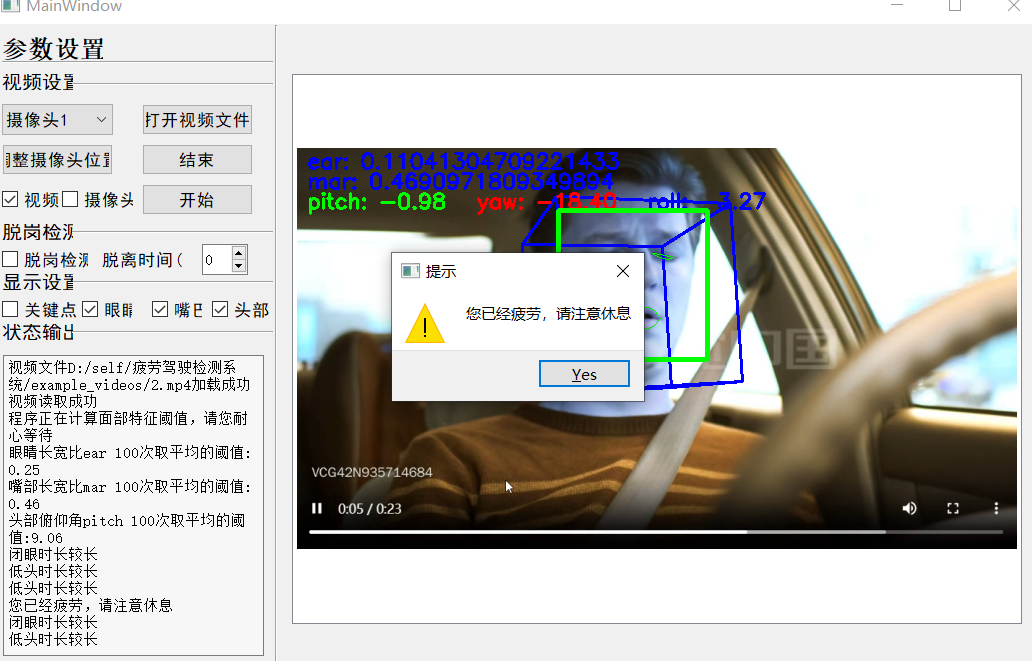 MainWindow
参数设置
视频设置
摄像头1
打开视频文件
调整摄像头位置
结束
视频
摄像头
开始
脱岗检测
脱岗检测
脱离时间(
0
显示设置
关键点
眼睛
嘴巴
头部
状态输出
视频文件D:/self/疲劳驾驶检测系
统/example_videos/2.mp4加载成功
视频读取成功
程序正在计算面部特征阈值，请您耐
心等待
眼睛长宽比ear 100次取平均的阈值:
0.25
嘴部长宽比mar 100次取平均的阈值:
0.46
头部俯仰角pitch 100次取平均的阈
值:9.06
闭眼时长较长
低头时长较长
低头时长较长
您已经疲劳，请注意休息
闭眼时长较长
低头时长较长
ear: 0.11041304709221433
mar: 0.4690971809349894
pitch: -0.98 yaw: -18.40 roll: 3.27
提示
您已经疲劳，请注意休息
Yes
中国
VCG42N935714684
0:05 / 0:23